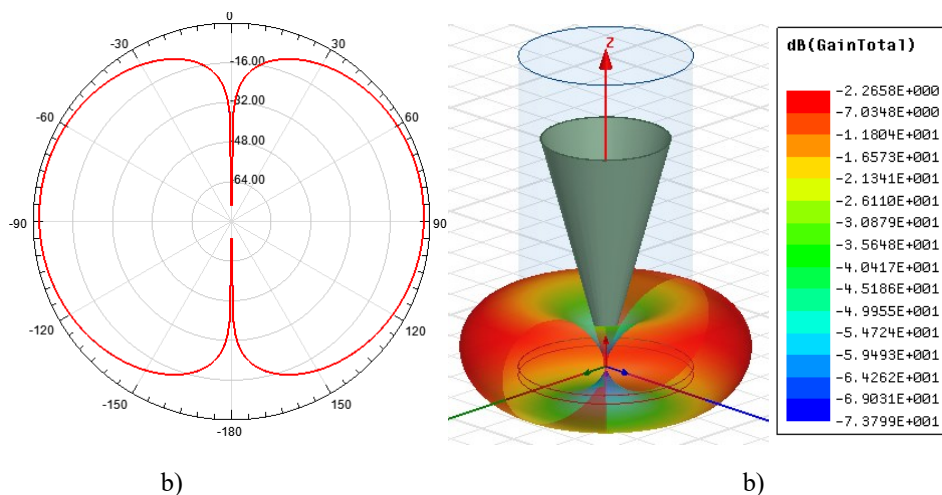 0
-30
30
-16.00
-32.00
-60
60
-48.00
-64.00
-90
90
-120
120
-150
150
-180
b)
Z
dB(GainTotal)
-2.2658E+000
-7.0348E+000
-1.1804E+001
-1.6573E+001
-2.1341E+001
-2.6110E+001
-3.0879E+001
-3.5648E+001
-4.0417E+001
-4.5186E+001
-4.9955E+001
-5.4724E+001
-5.9493E+001
-6.4262E+001
-6.9031E+001
-7.3799E+001
b)